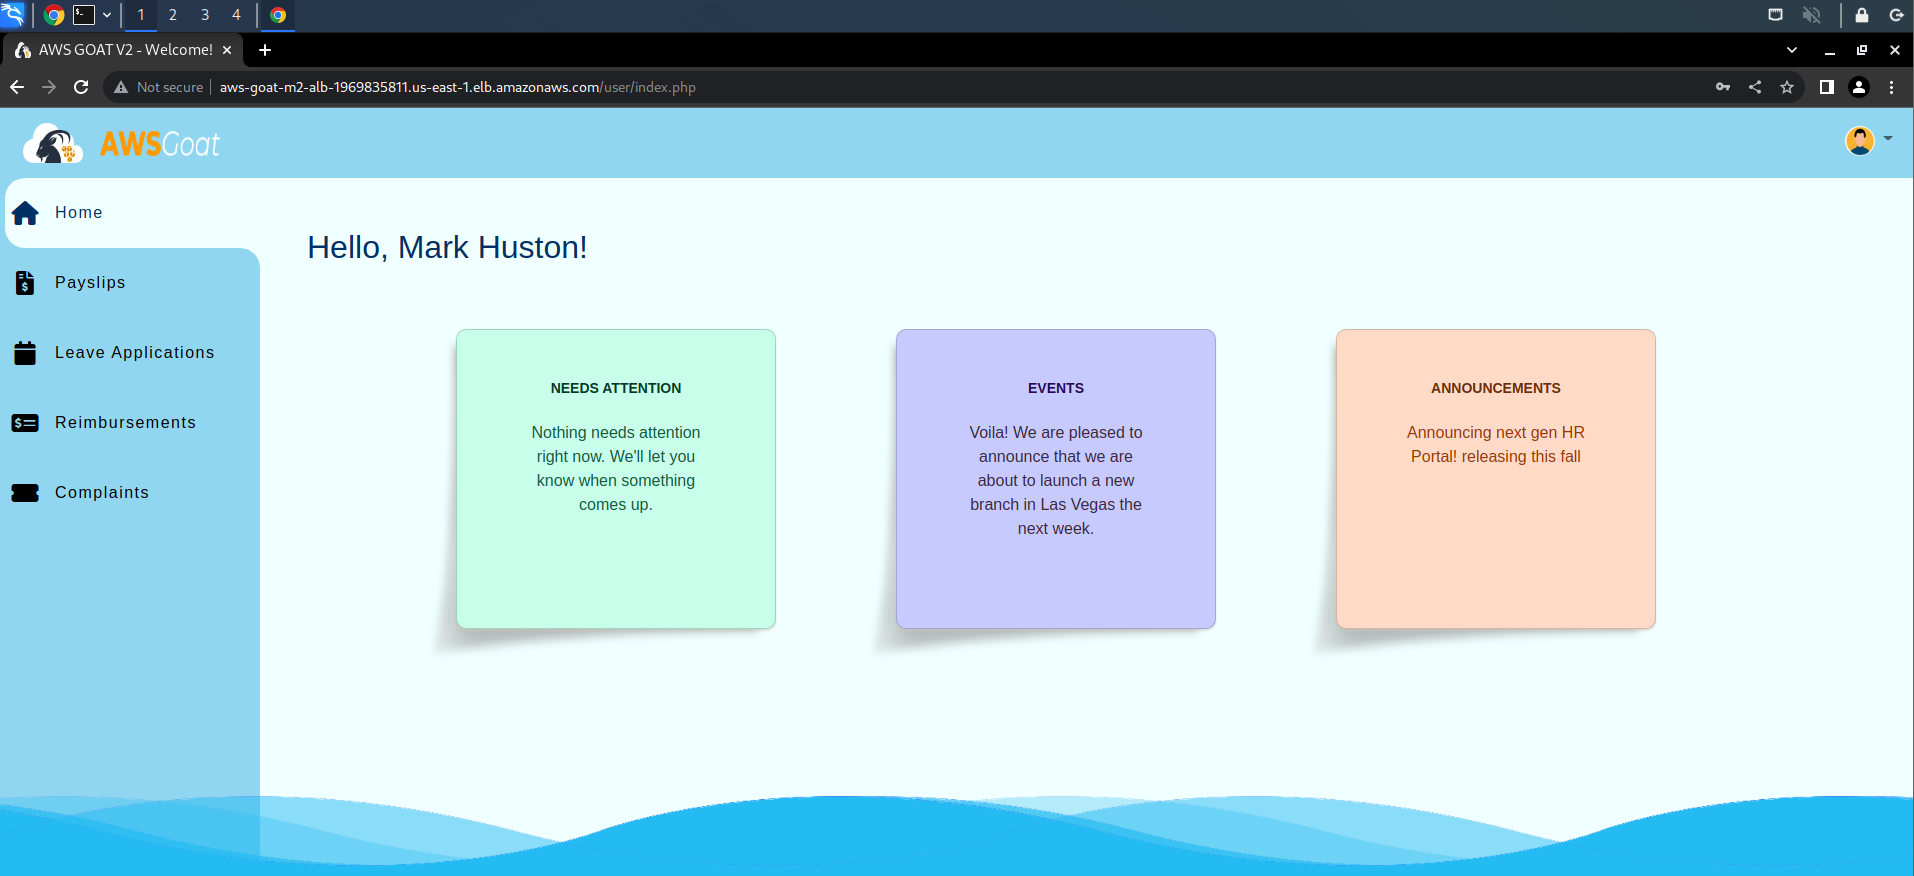 1 2 3 4
AWS GOAT V2 - Welcome!
Not secure aws-goat-m2-alb-1969835811.us-east-1.elb.amazonaws.com/user/index.php
AWSGoat
Home
Payslips
Leave Applications
Reimbursements
Complaints
Hello, Mark Huston!
NEEDS ATTENTION
Nothing needs attention
right now. We'll let you
know when something
comes up.
EVENTS
Voila! We are pleased to
announce that we are
about to launch a new
branch in Las Vegas the
next week.
ANNOUNCEMENTS
Announcing next gen HR
Portal! releasing this fall